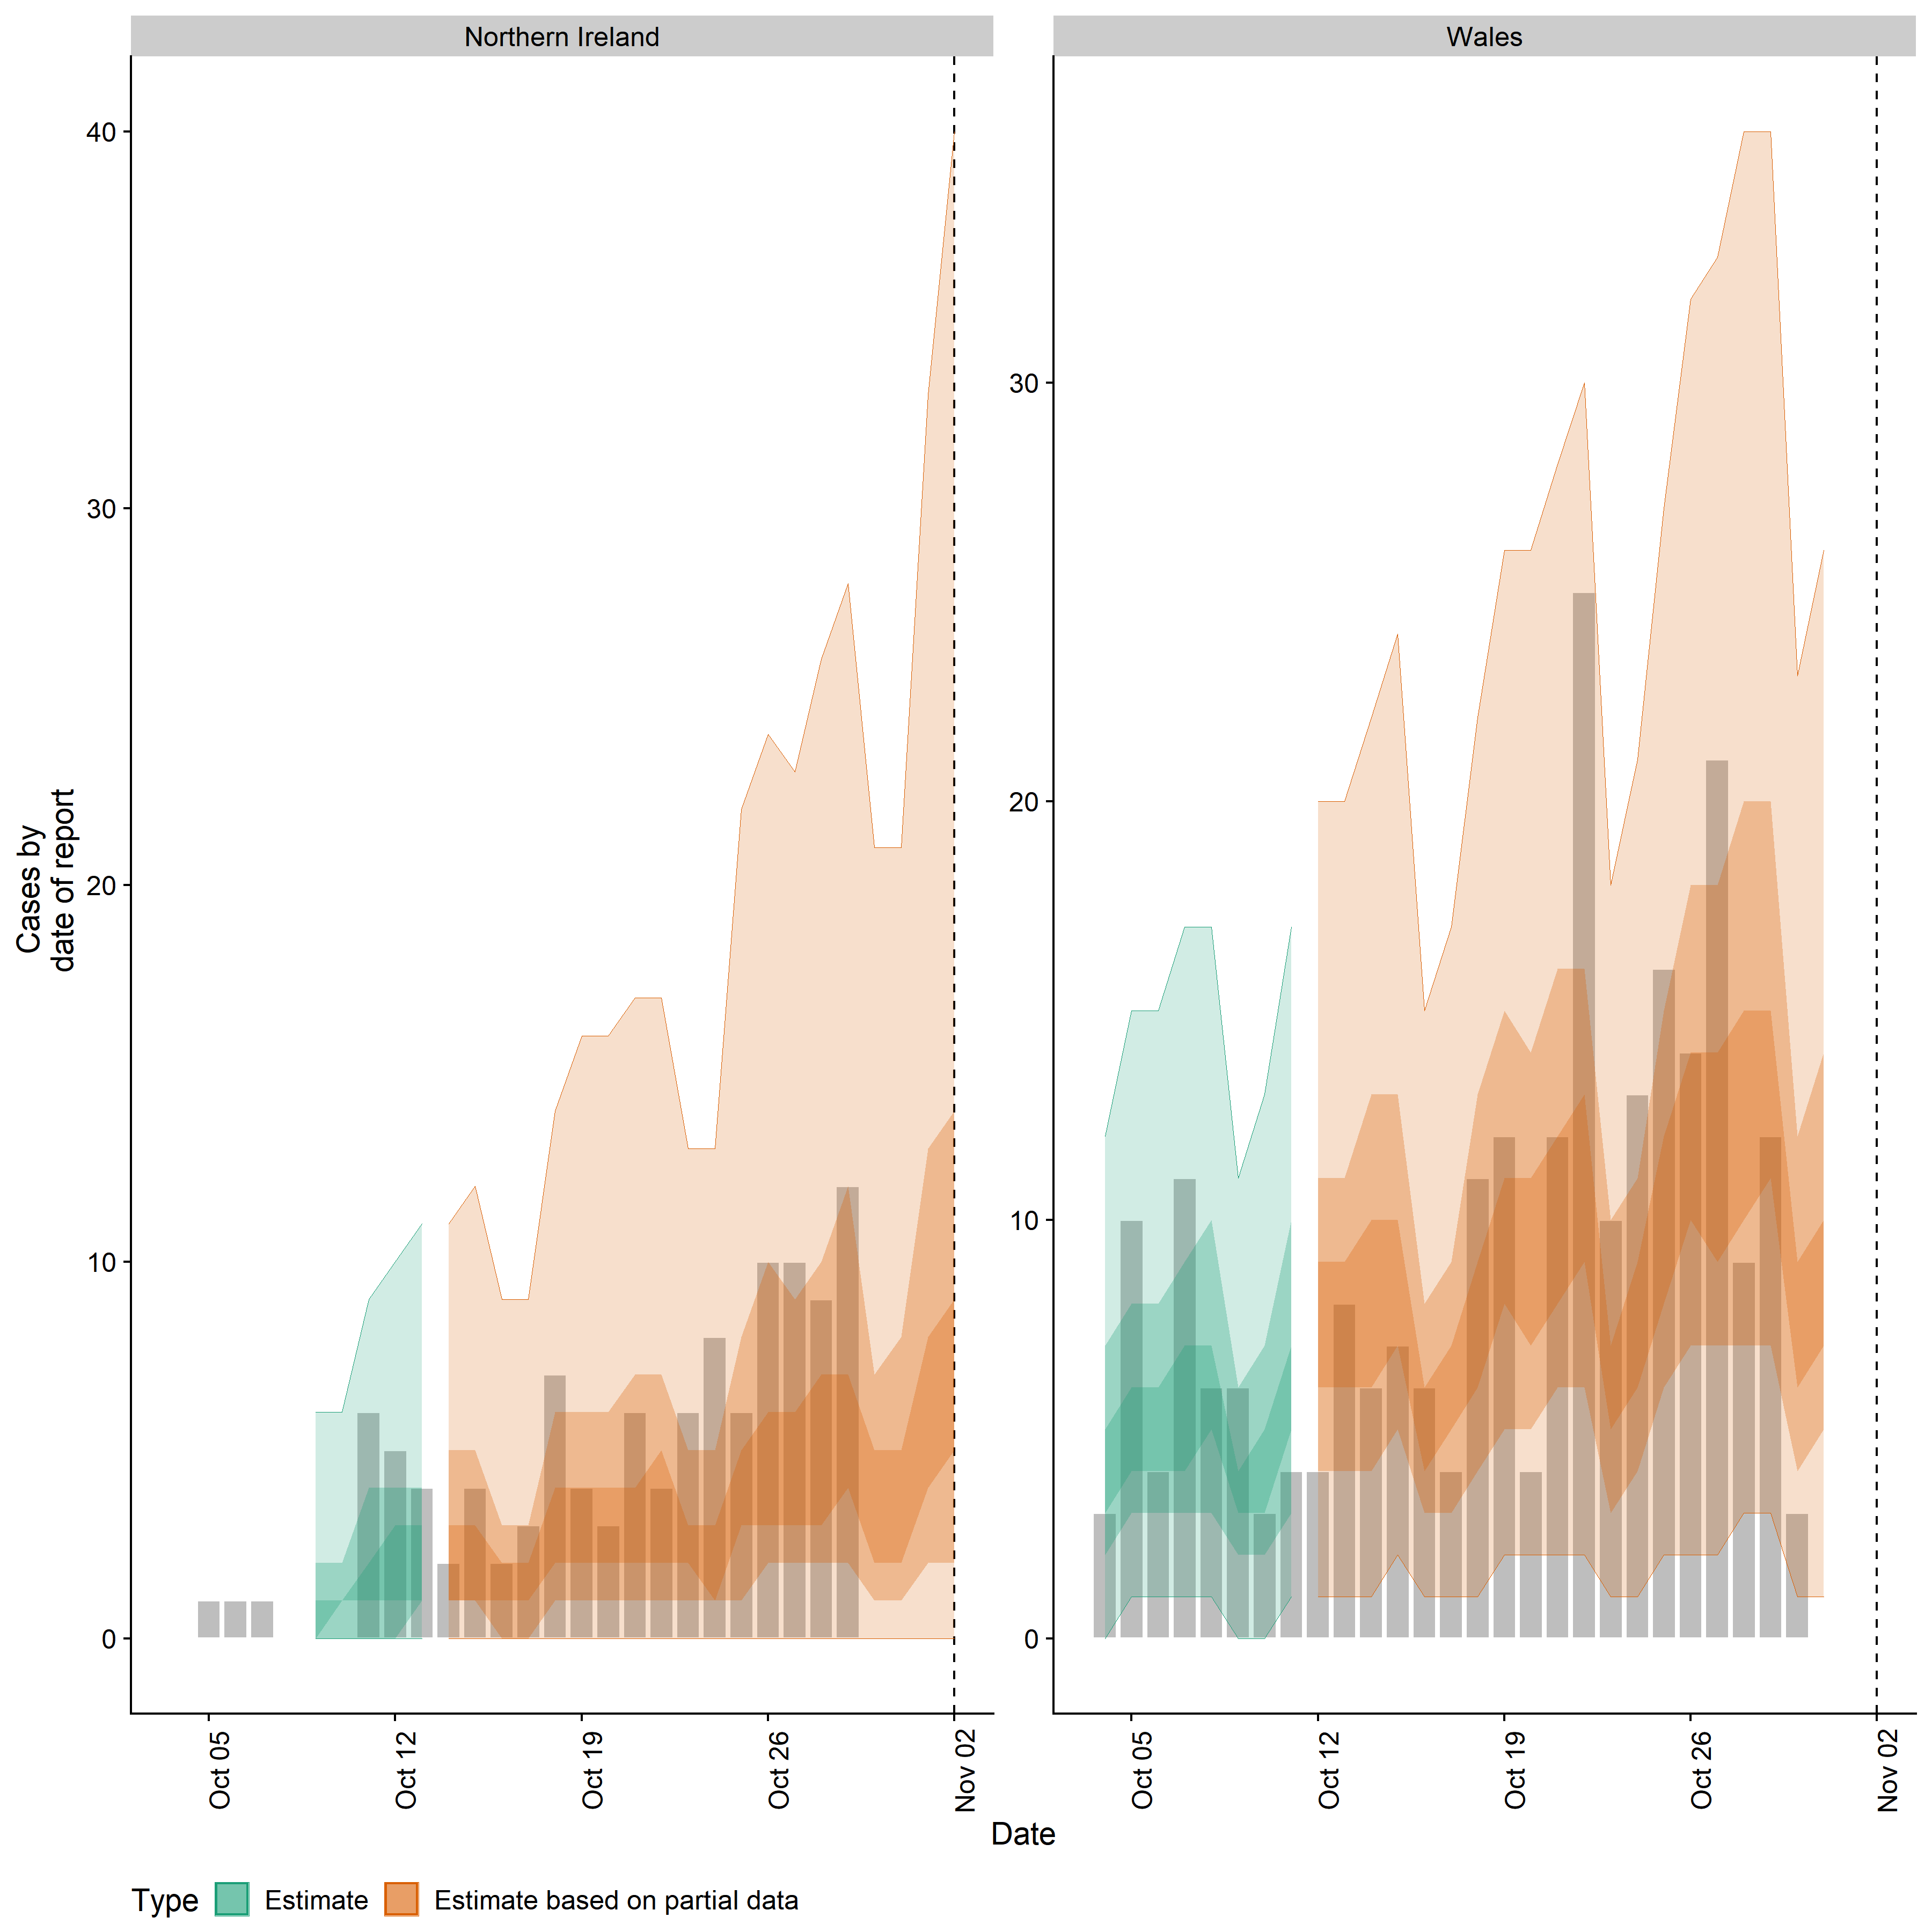 Northern Ireland
Wales
Cases by
date of report
40
30
20
10
0
30
20
10
0
Oct 05
Oct 12
Oct 19
Oct 26
Nov 02
Oct 05
Oct 12
Oct 19
Oct 26
Nov 02
Date
Type
Estimate
Estimate based on partial data